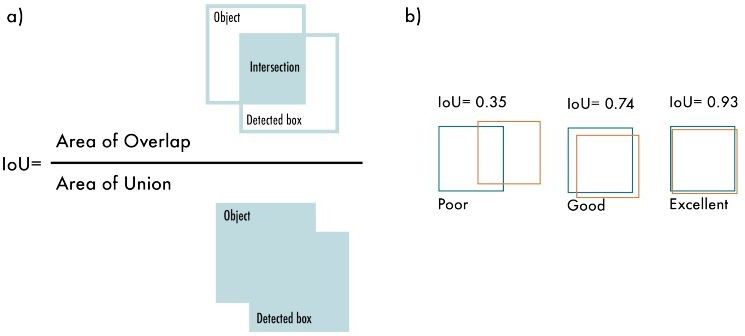 a)
Object
Intersection
Detected box
IoU=
Area of Overlap
Area of Union
Object
Detected box
b)
IoU= 0.35
IoU= 0.74
IoU= 0.93
Poor
Good
Excellent